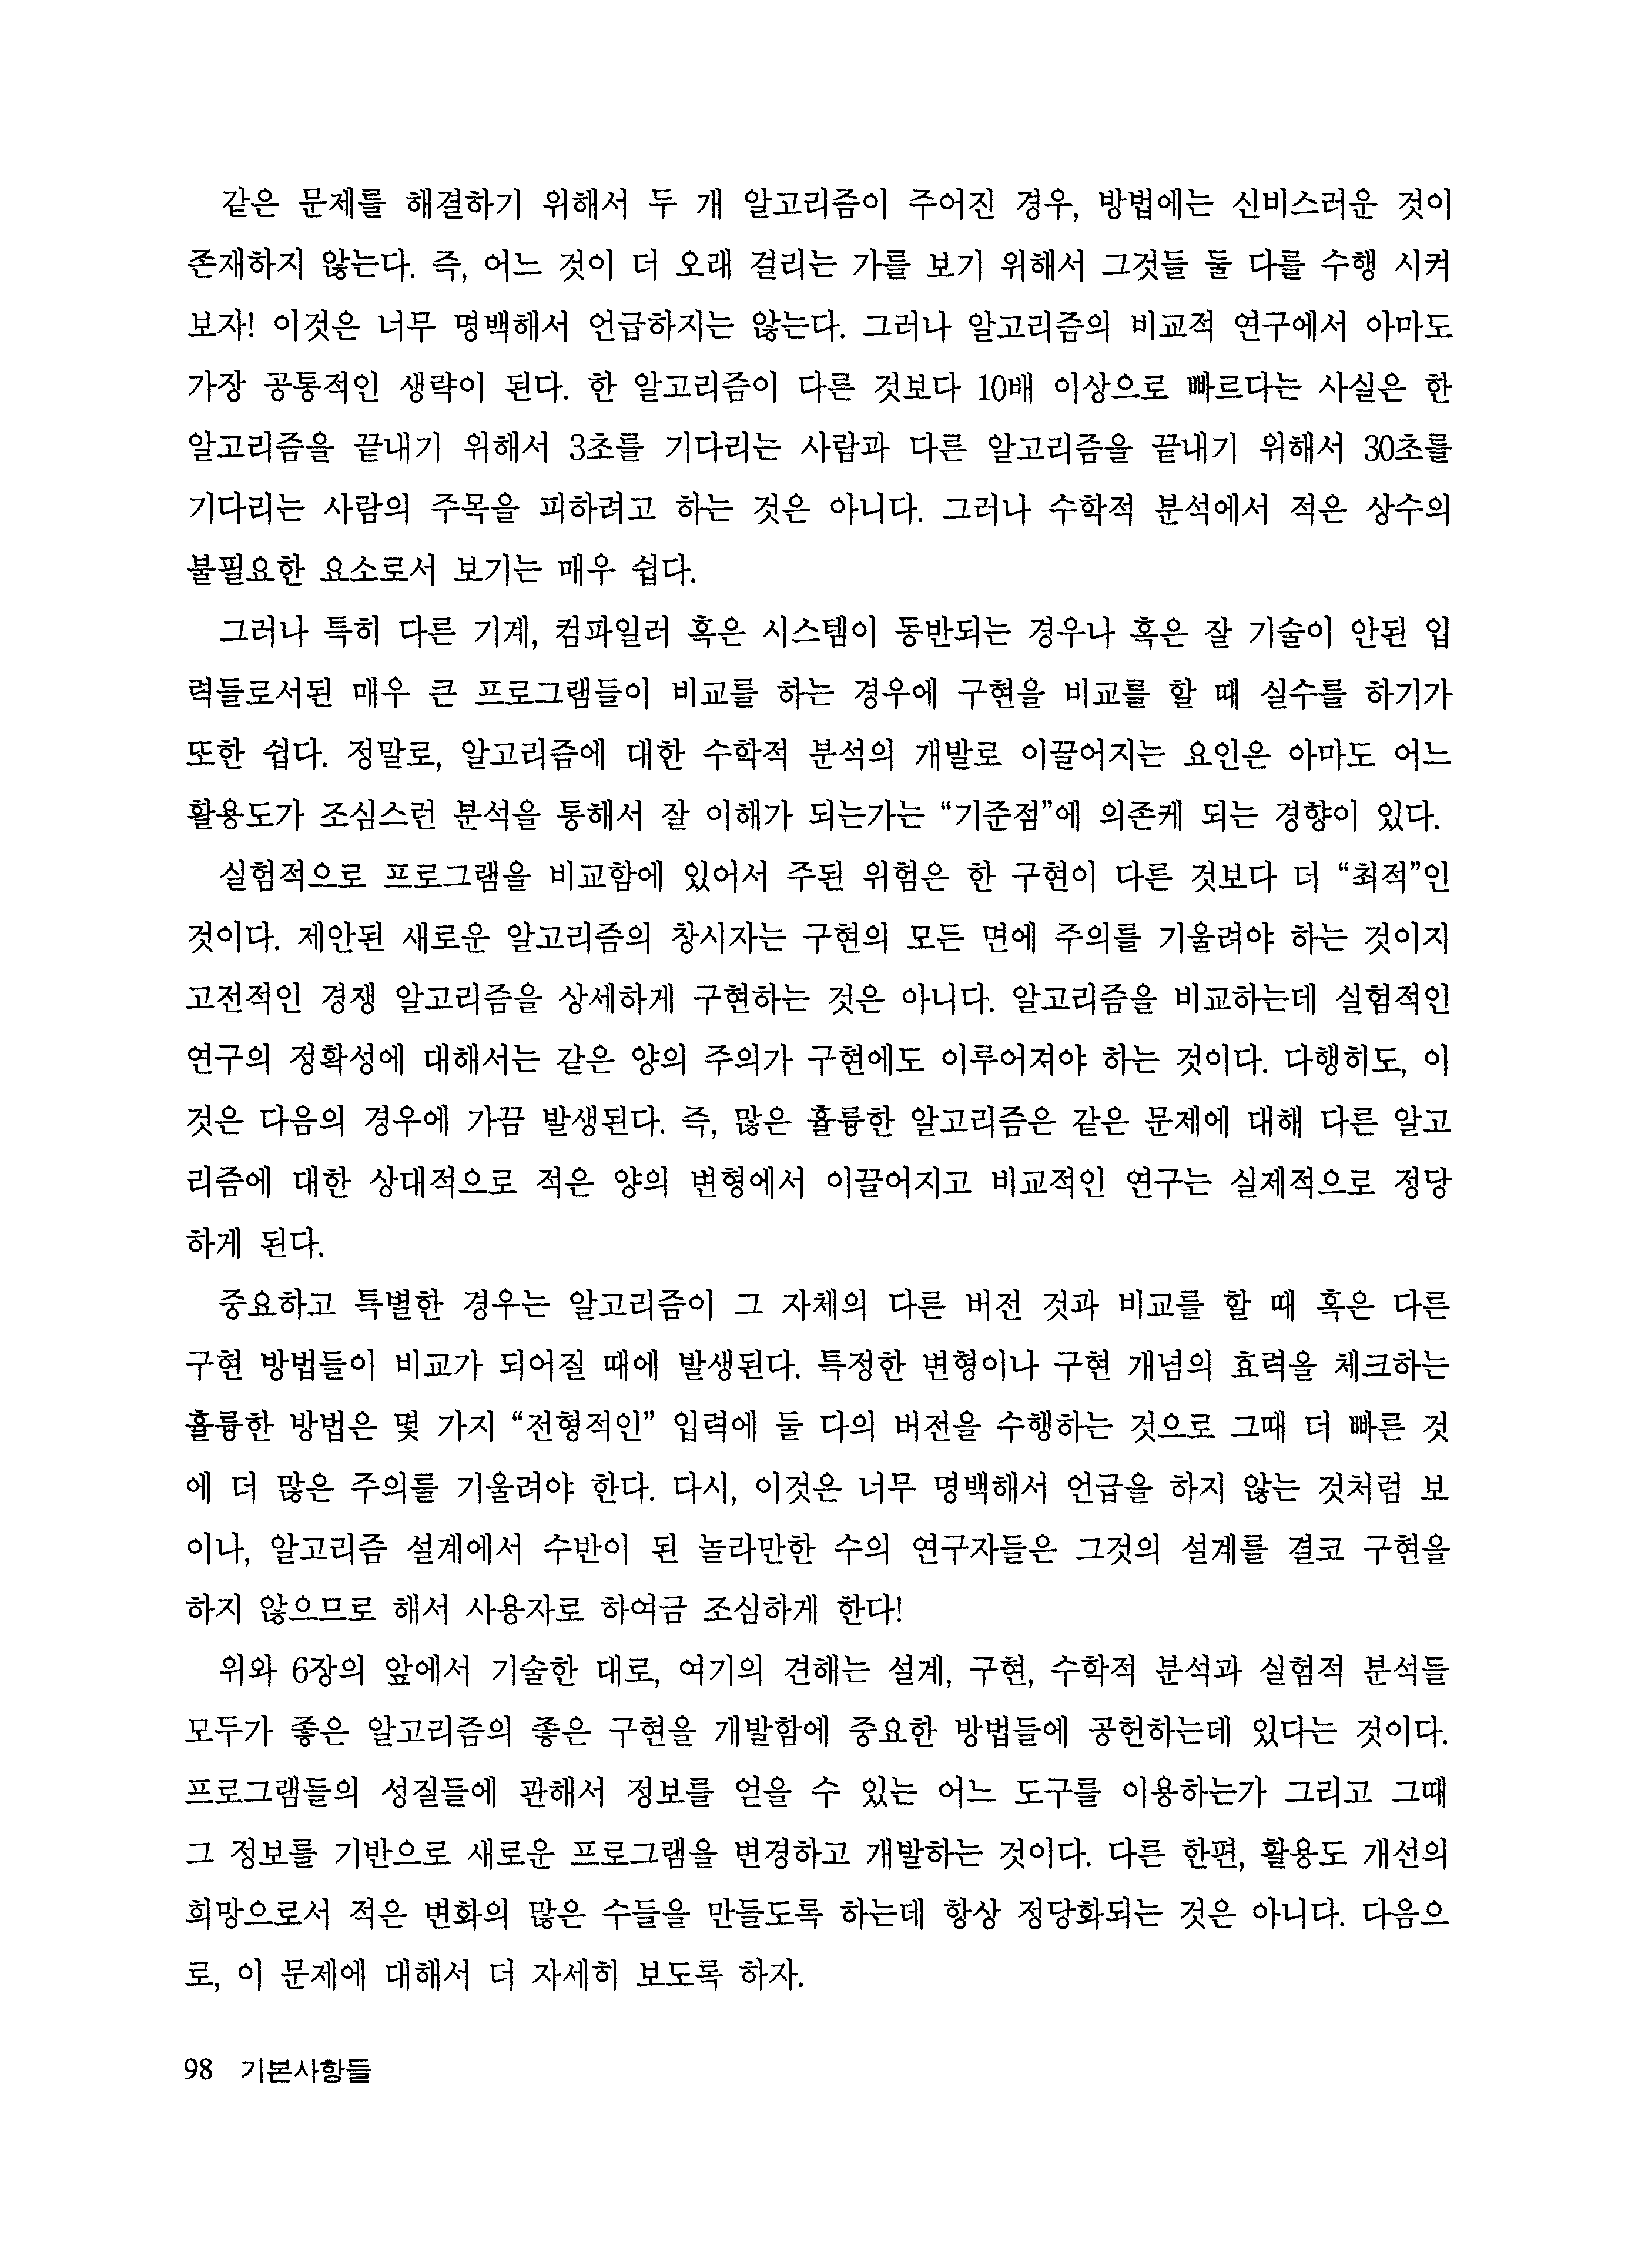 같은 문제를 해결하기 위해서 두 개 알고리즘이 주어진 경우, 방법에는 신비스러운 것이
존재하지 않는다. 즉, 어느 것이 더 오래 걸리는 가를 보기 위해서 그것들 둘 다를 수행 시켜
보자! 이것은 너무 명백해서 언급하지는 않는다. 그러나 알고리즘의 비교적 연구에서 아마도
가장 공통적인 생략이 된다. 한 알고리즘이 다른 것보다 10배 이상으로 빠르다는 사실은 한
알고리즘을 끝내기 위해서 3초를 기다리는 사람과 다른 알고리즘을 끝내기 위해서 30초를
기다리는 사람의 주목을 피하려고 하는 것은 아니다. 그러나 수학적 분석에서 적은 상수의
불필요한 요소로서 보기는 매우 쉽다.
그러나 특히 다른 기계, 컴파일러 혹은 시스템이 동반되는 경우나 혹은 잘 기술이 안된 입
력들로서된 매우 큰 프로그램들이 비교를 하는 경우에 구현을 비교를 할 때 실수를 하기가
또한 쉽다. 정말로, 알고리즘에 대한 수학적 분석의 개발로 이끌어지는 요인은 아마도 어느
활용도가 조심스런 분석을 통해서 잘 이해가 되는가는 “기준점”에 의존케 되는 경향이 있다.
실험적으로 프로그램을 비교함에 있어서 주된 위험은 한 구현이 다른 것보다 더 “최적”인
것이다. 제안된 새로운 알고리즘의 창시자는 구현의 모든 면에 주의를 기울려야 하는 것이지
고전적인 경쟁 알고리즘을 상세하게 구현하는 것은 아니다. 알고리즘을 비교하는데 실험적인
연구의 정확성에 대해서는 같은 양의 주의가 구현에도 이루어져야 하는 것이다. 다행히도, 이
것은 다음의 경우에 가끔 발생된다. 즉, 많은 훌륭한 알고리즘은 같은 문제에 대해 다른 알고
리즘에 대한 상대적으로 적은 양의 변형에서 이끌어지고 비교적인 연구는 실제적으로 정당
하게 된다.
중요하고 특별한 경우는 알고리즘이 그 자체의 다른 버전 것과 비교를 할 때 혹은 다른
구현 방법들이 비교가 되어질 때에 발생된다. 특정한 변형이나 구현 개념의 효력을 체크하는
훌륭한 방법은 몇 가지 “전형적인” 입력에 둘 다의 버전을 수행하는 것으로 그때 더 빠른 것
에 더 많은 주의를 기울려야 한다. 다시, 이것은 너무 명백해서 언급을 하지 않는 것처럼 보
이나, 알고리즘 설계에서 수반이 된 놀라만한 수의 연구자들은 그것의 설계를 결코 구현을
하지 않으므로 해서 사용자로 하여금 조심하게 한다!
위와 6장의 앞에서 기술한 대로, 여기의 견해는 설계, 구현, 수학적 분석과 실험적 분석들
모두가 좋은 알고리즘의 좋은 구현을 개발함에 중요한 방법들에 공헌하는데 있다는 것이다.
프로그램들의 성질들에 관해서 정보를 얻을 수 있는 어느 도구를 이용하는가 그리고 그때
그 정보를 기반으로 새로운 프로그램을 변경하고 개발하는 것이다. 다른 한편, 활용도 개선의
희망으로서 적은 변화의 많은 수들을 만들도록 하는데 항상 정당화되는 것은 아니다. 다음으
로, 이 문제에 대해서 더 자세히 보도록 하자.
98 기본사항들